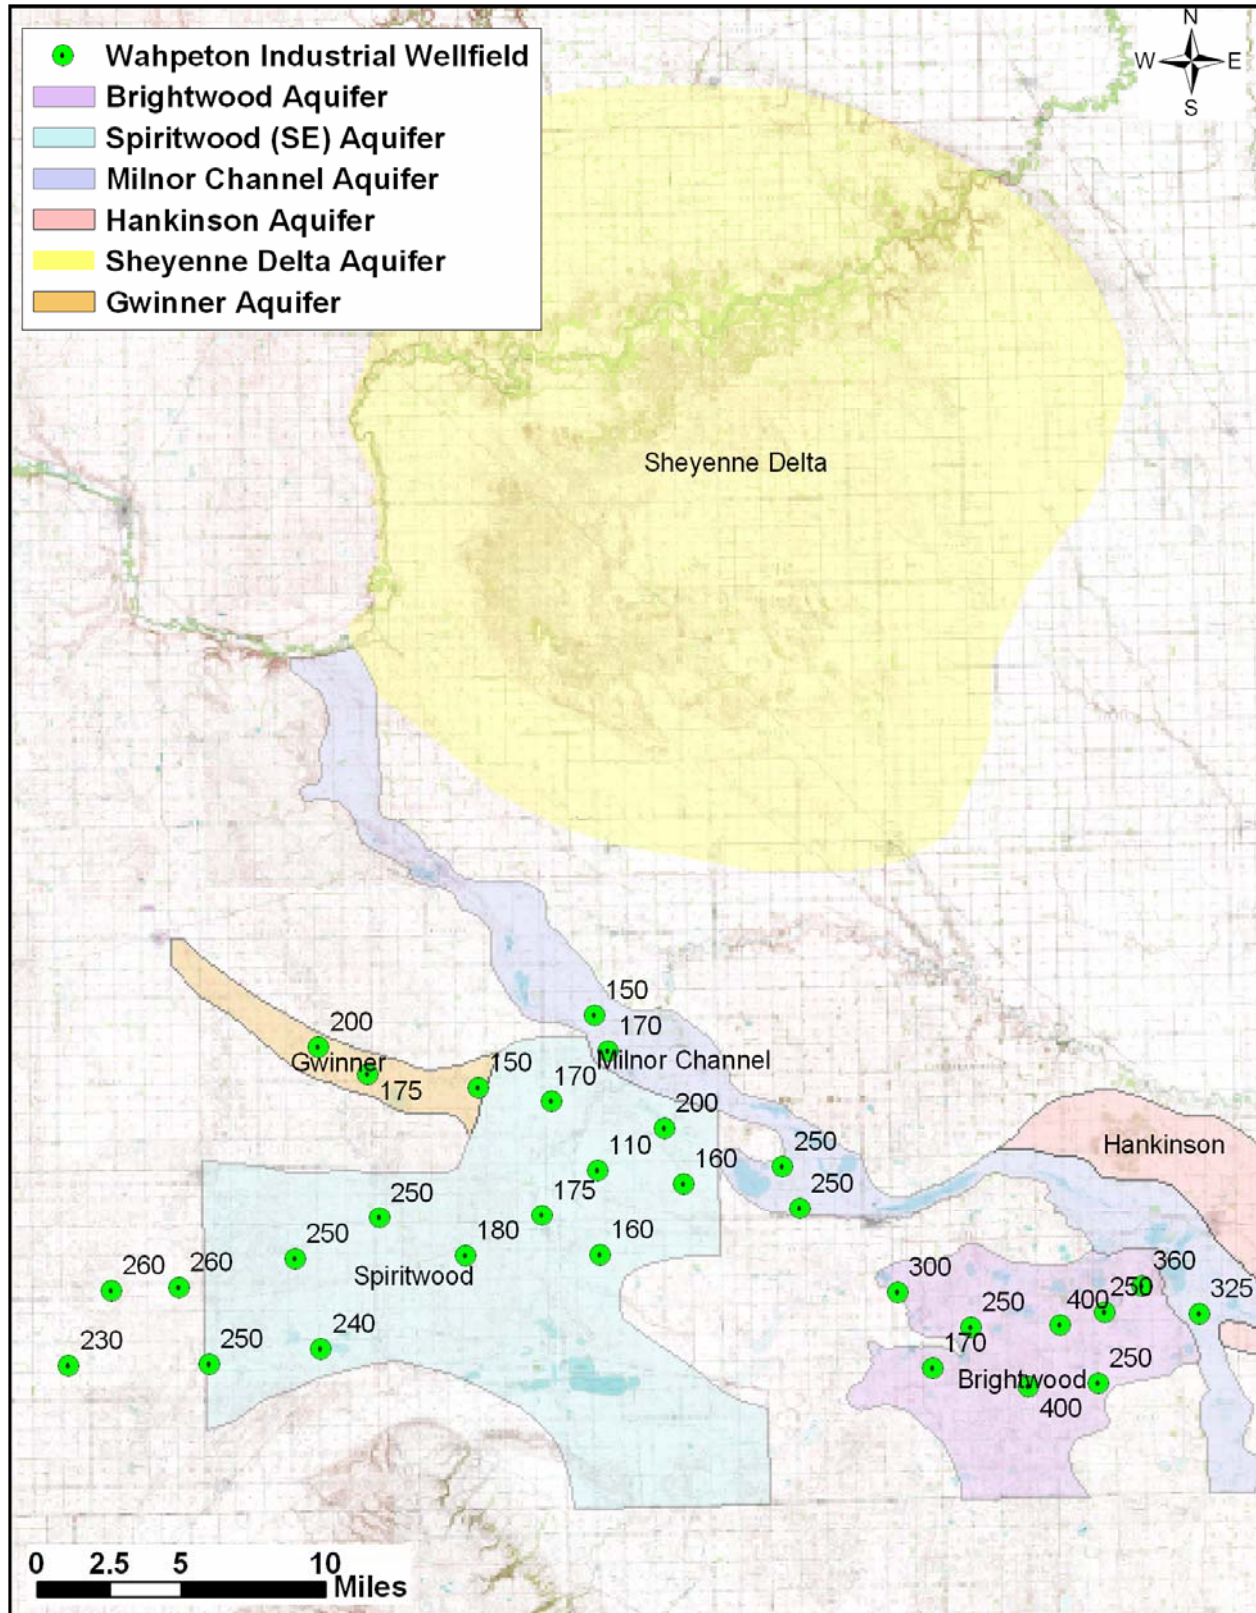 N
W E
S
Wahpeton Industrial Wellfield
Brightwood Aquifer
Spiritwood (SE) Aquifer
Milnor Channel Aquifer
Hankinson Aquifer
Sheyenne Delta Aquifer
Gwinner Aquifer
Sheyenne Delta
150
200
170
Gwinner
Milnor Channel
150
175
170
200
110
250
Hankinson
160
175
250
250
180
160
250
260
260
Spiritwood
300
360
250
400
250
325
230
250
240
170
250
Brightwood
400
0 2.5 5 10
Miles